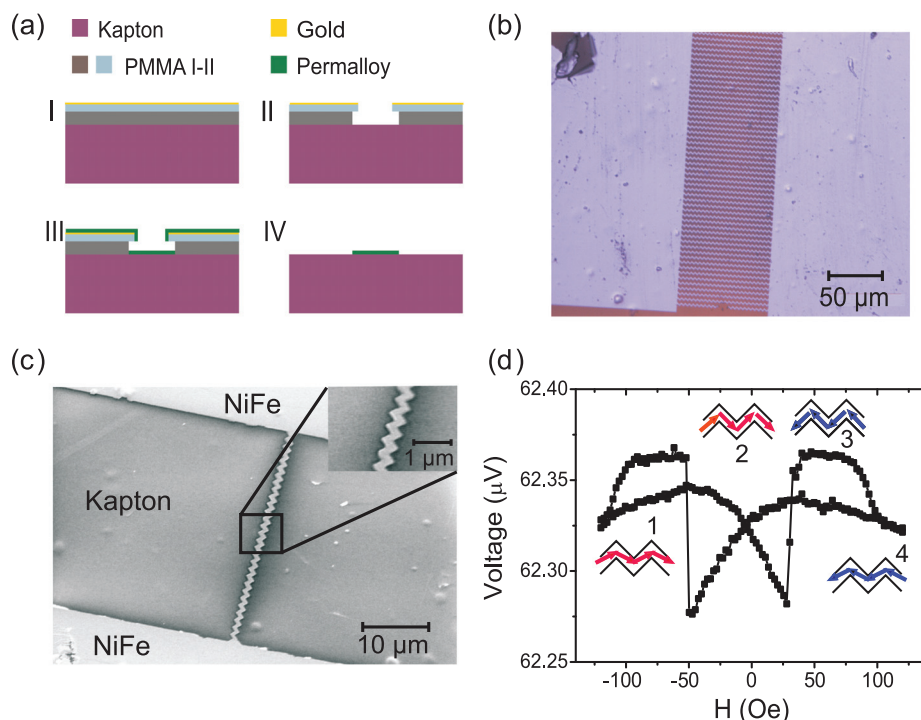 (a)
Kapton
Gold
PMMA I-II
Permalloy
I
II
III
IV
(b)
50 μm
(c)
NiFe
Kapton
NiFe
1 μm
10 μm
(d)
62.40
62.35
62.30
62.25
Voltage (μV)
-100 -50 0 50 100
H (Oe)
1
2
3
4